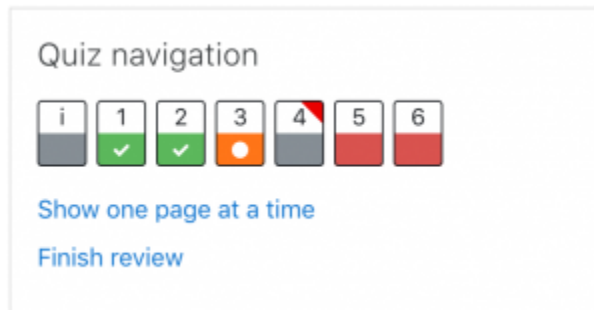 Quiz navigation
i 1 2 3 4 5 6
Show one page at a time
Finish review